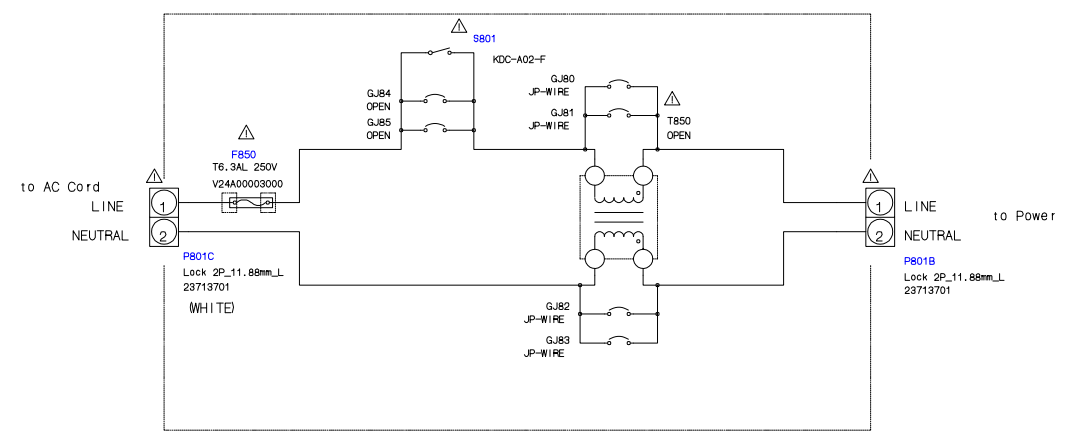 S801
KDC-A02-F
GJ84
OPEN
GJ85
OPEN
GJ80
JP-WIRE
GJ81
JP-WIRE
T850
OPEN
F850
T6.3AL 250V
V24A00003000
to AC Cord
LINE
1
NEUTRAL
2
P801C
Lock 2P_11.88mm_L
23713701
(WHITE)
1
LINE
to Power
2
NEUTRAL
P801B
Lock 2P_11.88mm_L
23713701
GJ82
JP-WIRE
GJ83
JP-WIRE